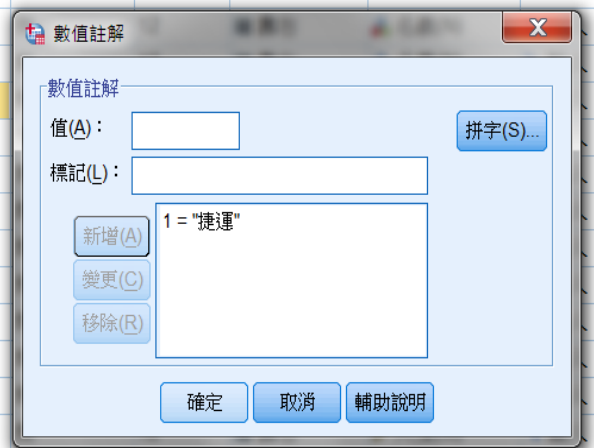 數值註解
數值註解
值(A)：
拼字(S)...
標記(L)：
新增(A)
1 = "捷運"
變更(C)
移除(R)
確定 取消 輔助說明